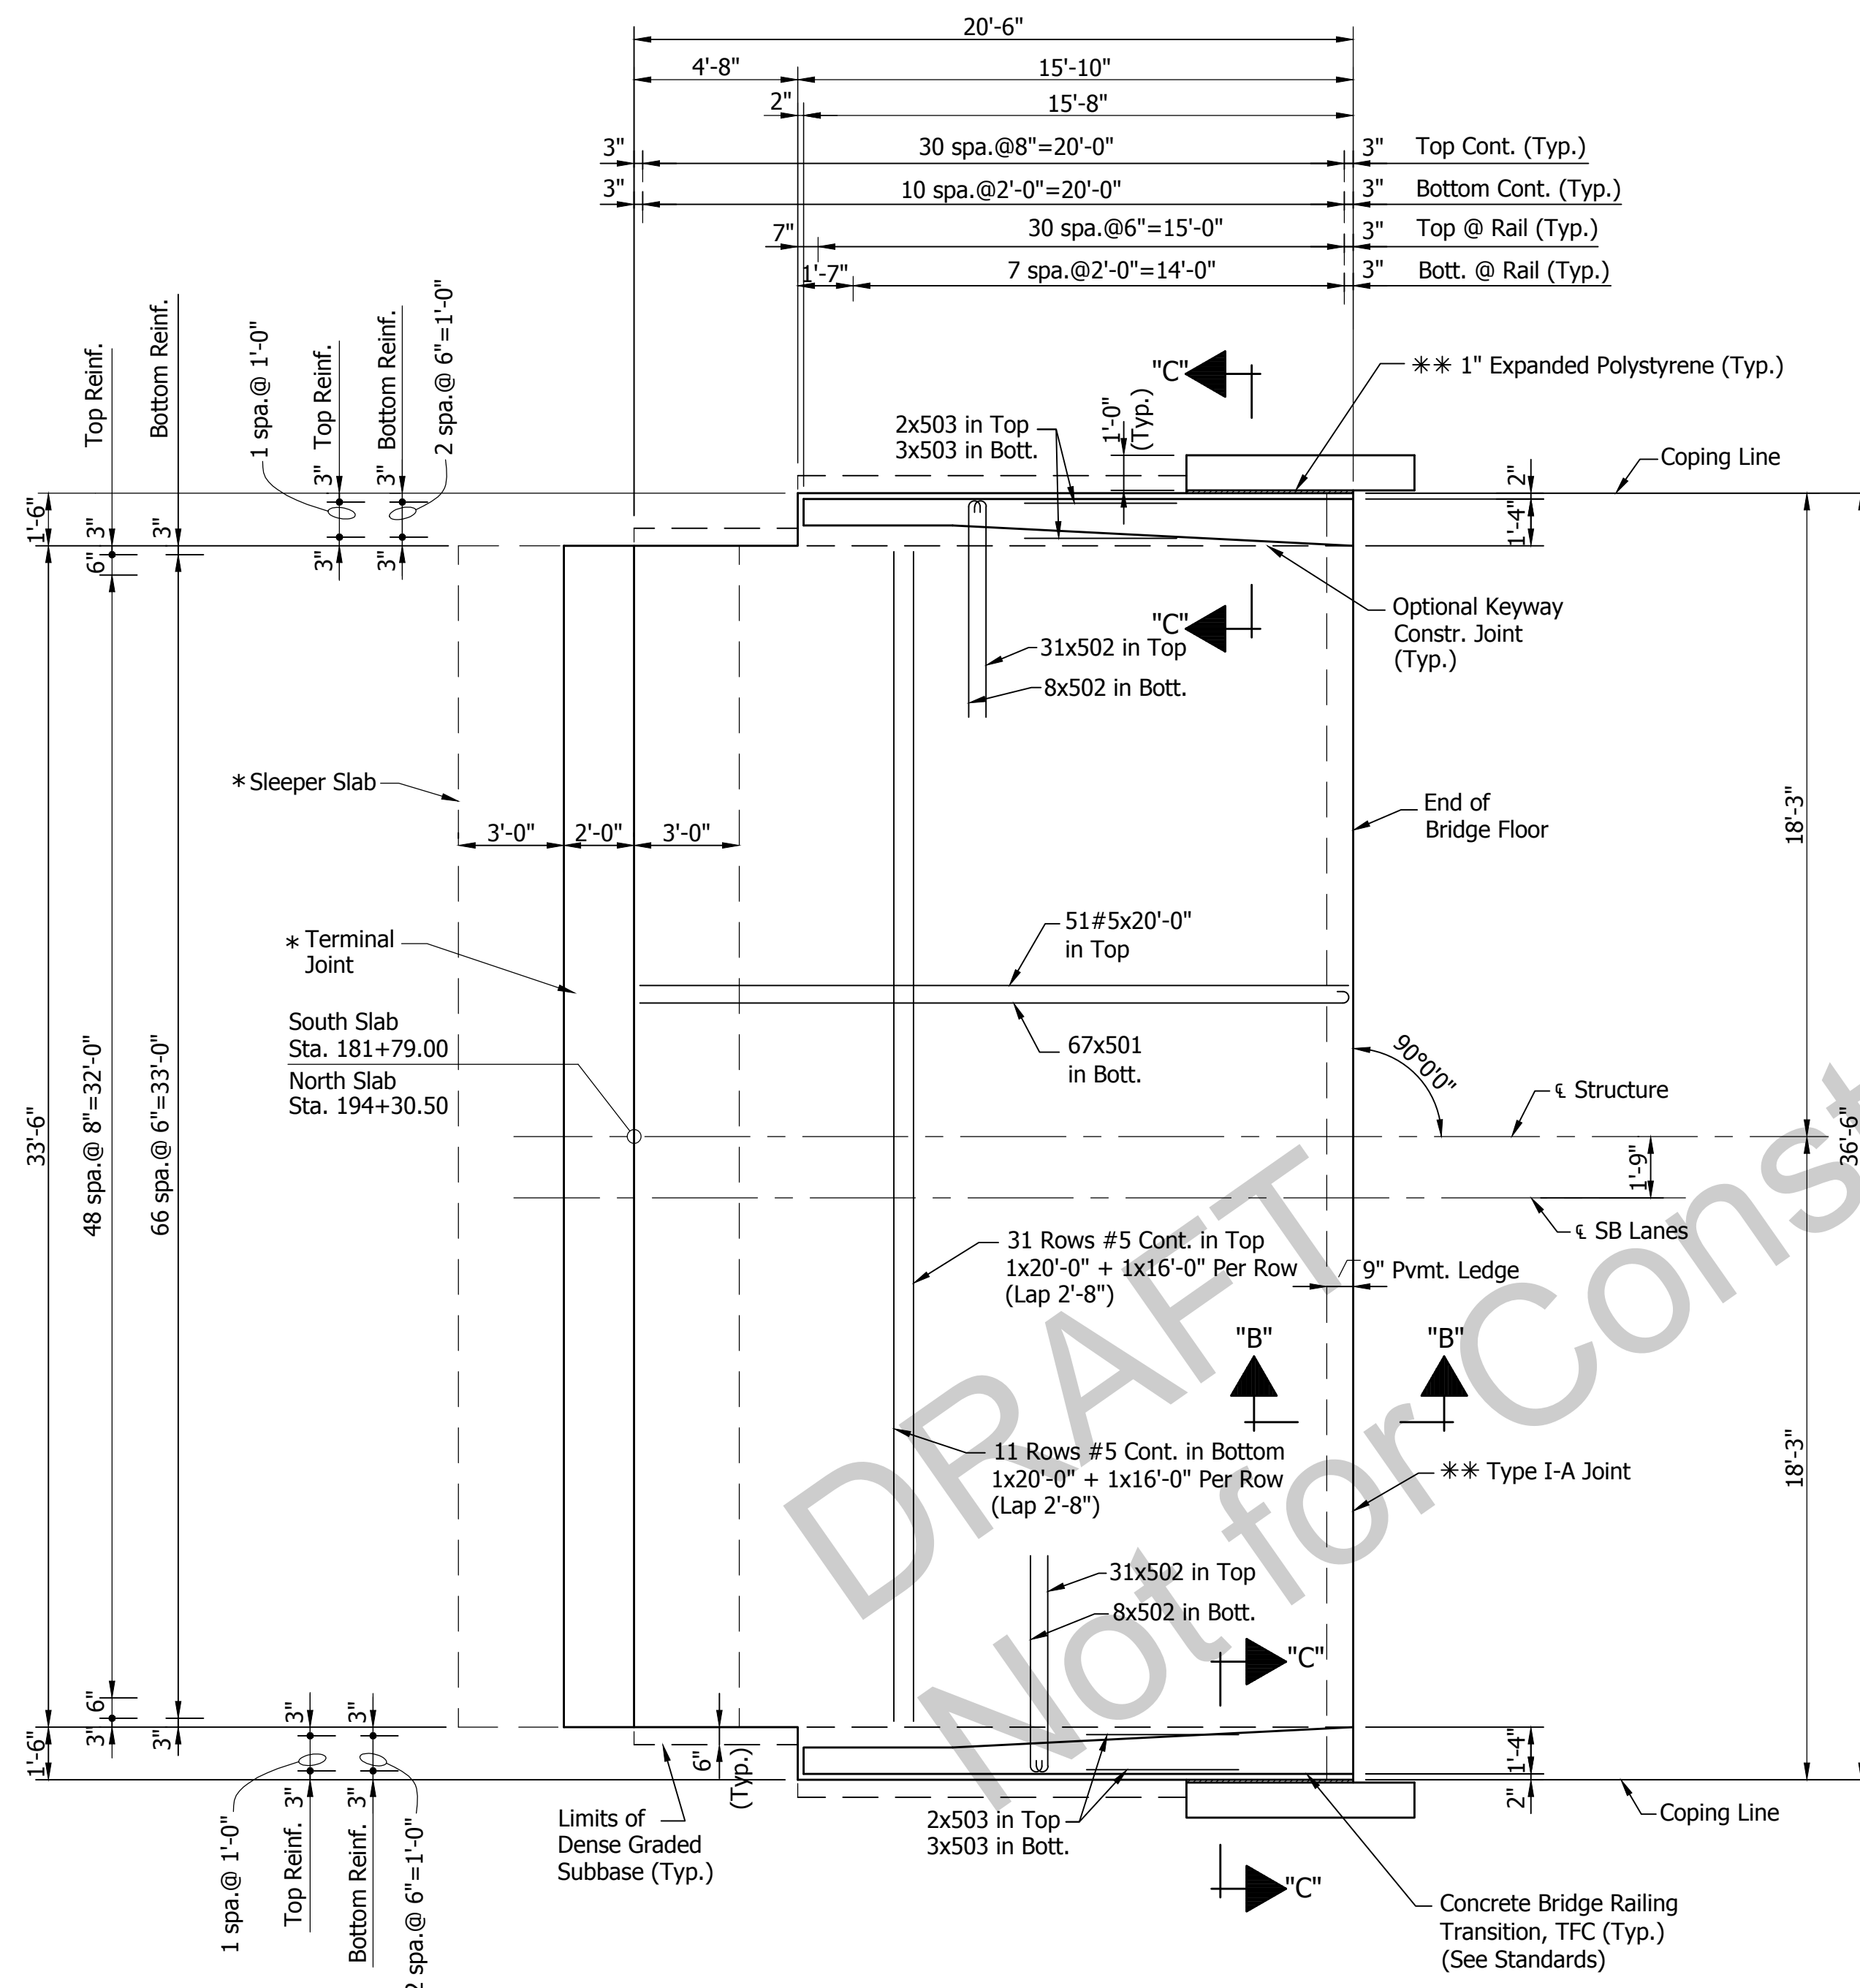 20'-6"
4'-8"
15'-10"
2"
15'-8"
3"
30 spa.@8"=20'-0"
3"
Top Cont. (Typ.)
3"
10 spa.@2'-0"=20'-0"
3"
Bottom Cont. (Typ.)
7"
30 spa.@6"=15'-0"
3"
Top @ Rail (Typ.)
1'-7"
7 spa.@2'-0"=14'-0"
3"
Bott. @ Rail (Typ.)
Top Reinf.
Bottom Reinf.
1 spa.@ 1'-0"
Top Reinf.
Bottom Reinf.
2 spa.@ 6"=1'-0"
"C"
** 1" Expanded Polystyrene (Typ.)
2x503 in Top
3x503 in Bott.
1'-0"
(Typ.)
Coping Line
1'-6"
3"
6"
3"
3"
3"
3"
3"
2"
1'-4"
Optional Keyway
Constr. Joint
(Typ.)
"C"
31x502 in Top
8x502 in Bott.
* Sleeper Slab
End of
Bridge Floor
18'-3"
3'-0"
2'-0"
3'-0"
51#5x20'-0"
in Top
* Terminal
Joint
South Slab
Sta. 181+79.00
North Slab
Sta. 194+30.50
67x501
in Bott.
90°0'0"
℄ Structure
33'-6"
48 spa.@ 8"=32'-0"
66 spa.@ 6"=33'-0"
1'-9"
36'-6"
℄ SB Lanes
31 Rows #5 Cont. in Top
1x20'-0" + 1x16'-0" Per Row
(Lap 2'-8")
9" Pvmt. Ledge
"B"
"B"
11 Rows #5 Cont. in Bottom
1x20'-0" + 1x16'-0" Per Row
(Lap 2'-8")
** Type I-A Joint
18'-3"
31x502 in Top
8x502 in Bott.
"C"
1'-6"
6"
3"
3"
3"
3"
3"
3"
6"
(Typ.)
1'-4"
2"
Limits of
Dense Graded
Subbase (Typ.)
2x503 in Top
3x503 in Bott.
Coping Line
1 spa.@ 1'-0"
Top Reinf.
Bottom Reinf.
2 spa.@ 6"=1'-0"
"C"
Concrete Bridge Railing
Transition, TFC (Typ.)
(See Standards)
DRAFT
Not for Const